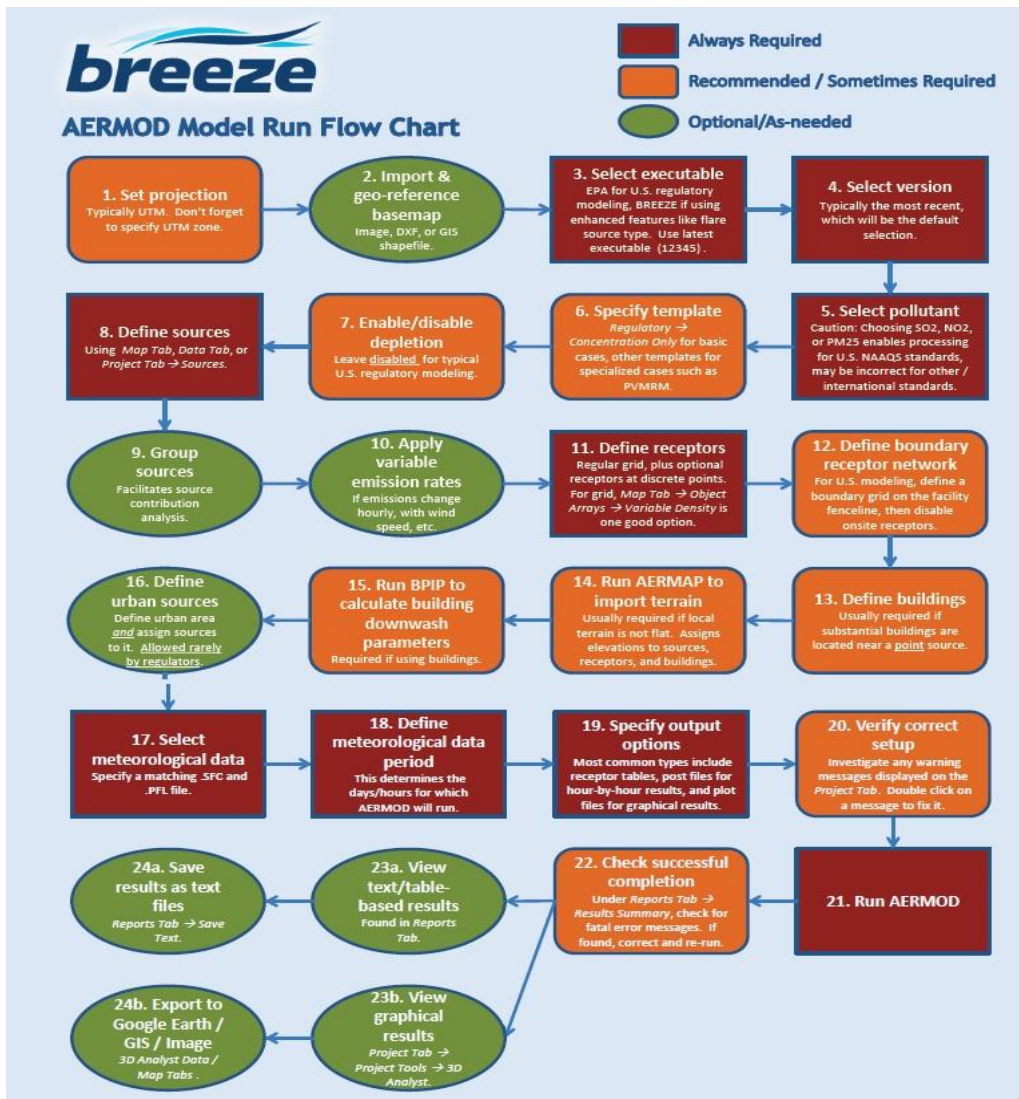 breeze
AERMOD Model Run Flow Chart
Always Required
Recommended / Sometimes Required
Optional/As-needed
1. Set projection
Typically UTM. Don't forget
to specify UTM zone.
2. Import &
geo-reference
basemap
Image, DXF, or GIS
shapefile.
3. Select executable
EPA for U.S. regulatory
modeling, BREEZE if using
enhanced features like flare
source type. Use latest
executable (12345) .
4. Select version
Typically the most recent,
which will be the default
selection.
5. Select pollutant
Caution: Choosing SO2, NO2,
or PM25 enables processing
for U.S. NAAQS standards,
may be incorrect for other /
international standards.
6. Specify template
Regulatory →
Concentration Only for basic
cases, other templates for
specialized cases such as
PVMRM.
7. Enable/disable
depletion
Leave disabled for typical
U.S. regulatory modeling.
8. Define sources
Using Map Tab, Data Tab, or
Project Tab → Sources.
9. Group
sources
Facilitates source
contribution
analysis.
10. Apply
variable
emission rates
If emissions change
hourly, with wind
speed, etc.
11. Define receptors
Regular grid, plus optional
receptors at discrete points.
For grid, Map Tab → Object
Arrays → Variable Density is
one good option.
12. Define boundary
receptor network
For U.S. modeling, define a
boundary grid on the facility
fenceline, then disable
onsite receptors.
13. Define buildings
Usually required if
substantial buildings are
located near a point source.
14. Run AERMAP to
import terrain
Usually required if local
terrain is not flat. Assigns
elevations to sources,
receptors, and buildings.
15. Run BPIP to
calculate building
downwash
parameters
Required if using buildings.
16. Define
urban sources
Define urban area
and assign sources
to it. Allowed rarely
by regulators.
17. Select
meteorological data
Specify a matching .SFC and
.PFL file.
18. Define
meteorological data
period
This determines the
days/hours for which
AERMOD will run.
19. Specify output
options
Most common types include
receptor tables, post files for
hour-by-hour results, and plot
files for graphical results.
20. Verify correct
setup
Investigate any warning
messages displayed on the
Project Tab. Double click on
a message to fix it.
21. Run AERMOD
22. Check successful
completion
Under Reports Tab →
Results Summary, check for
fatal error messages. If
found, correct and re-run.
23a. View
text/table-
based results
Found in Reports
Tab.
24a. Save
results as text
files
Reports Tab → Save
Text.
23b. View
graphical
results
Project Tab →
Project Tools → 3D
Analyst.
24b. Export to
Google Earth /
GIS / Image
3D Analyst Data /
Map Tabs .